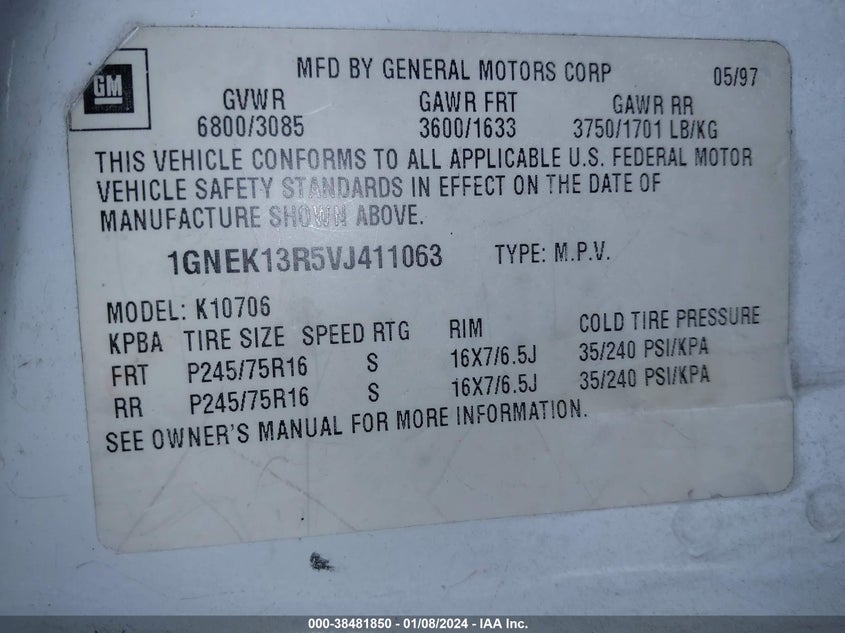 GM
MFD BY GENERAL MOTORS CORP 05/97
GVWR GAWR FRT GAWR RR
6800/3085 3600/1633 3750/1701 LB/KG
THIS VEHICLE CONFORMS TO ALL APPLICABLE U.S. FEDERAL MOTOR
VEHICLE SAFETY STANDARDS IN EFFECT ON THE DATE OF
MANUFACTURE SHOWN ABOVE.
1GNEK13R5VJ411063 TYPE: M.P.V.
MODEL: K10706
KPBA TIRE SIZE SPEED RTG RIM COLD TIRE PRESSURE
FRT P245/75R16 S 16X7/6.5J 35/240 PSI/KPA
RR P245/75R16 S 16X7/6.5J 35/240 PSI/KPA
SEE OWNER'S MANUAL FOR MORE INFORMATION.
000-38481850 - 01/08/2024 - IAA Inc.